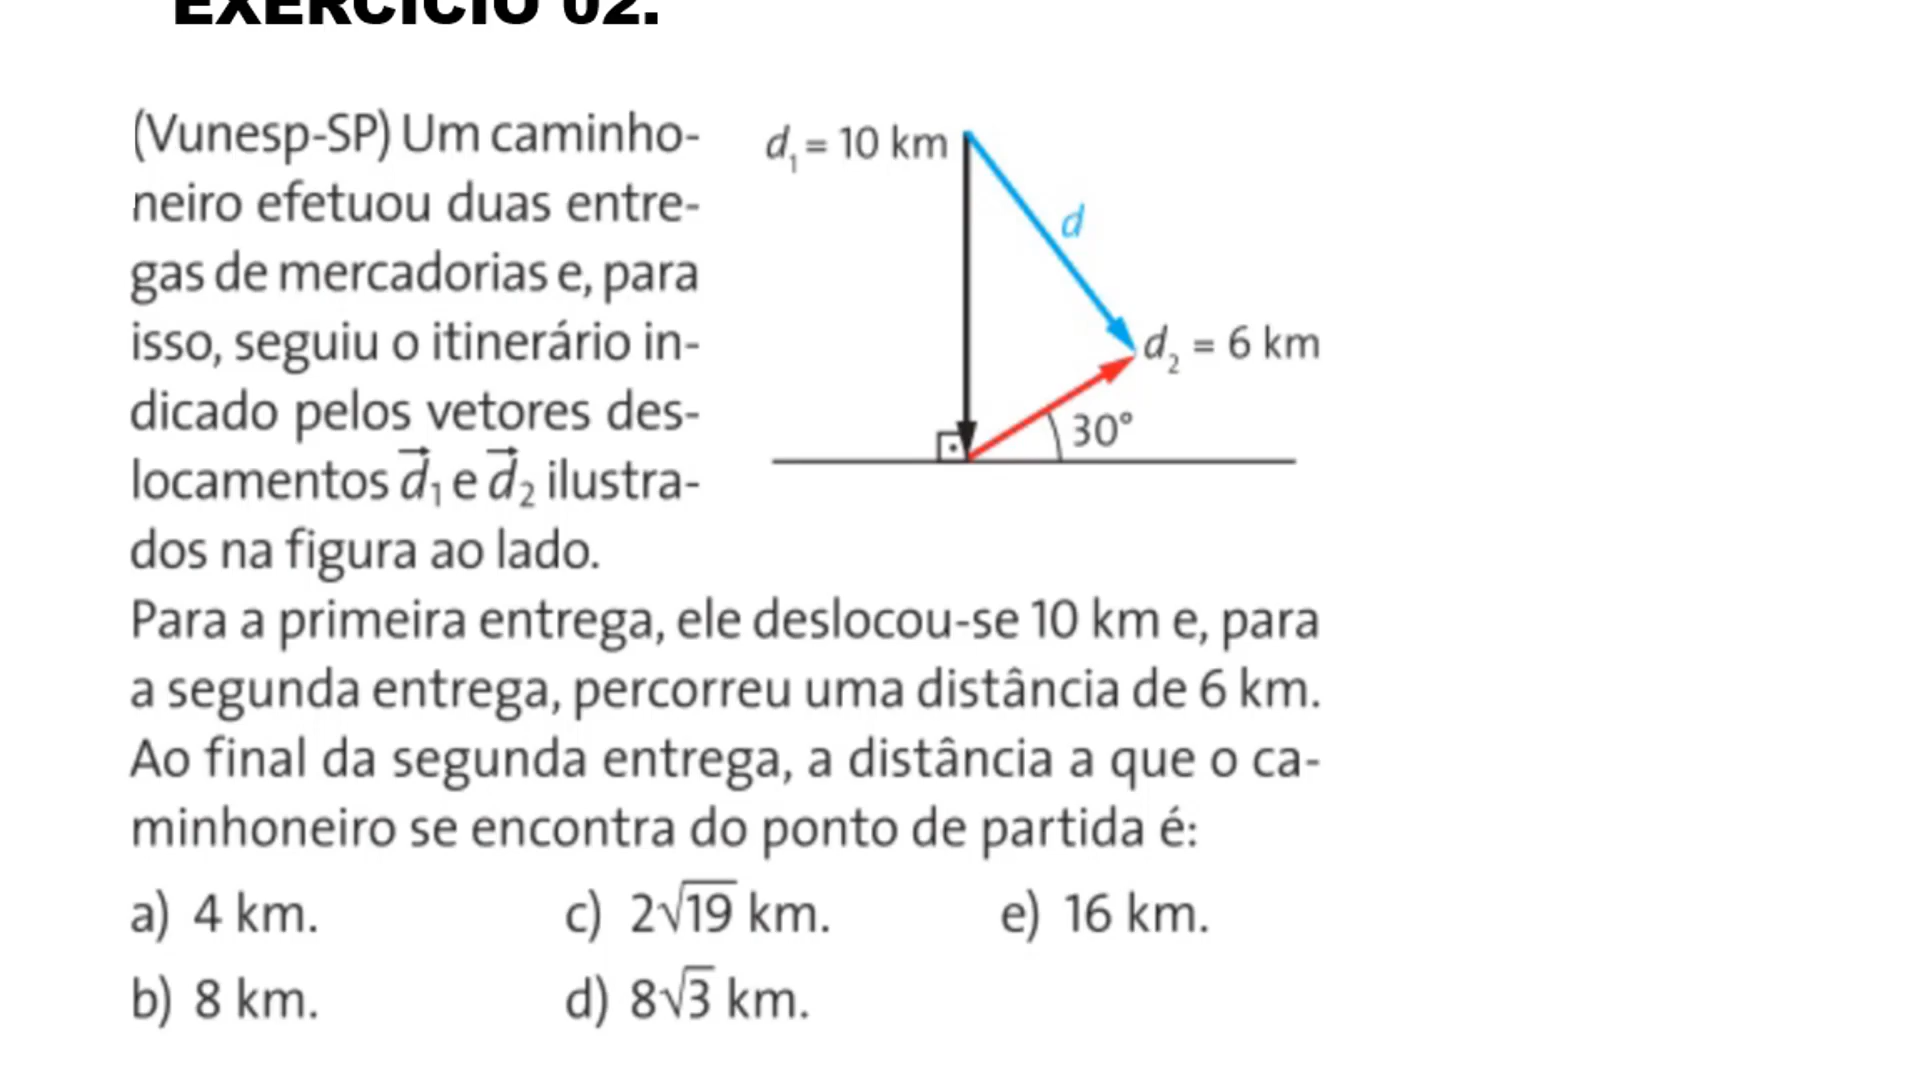 EXERCÍCIO 02.
(Vunesp-SP) Um caminho-
neiro efetuou duas entre-
gas de mercadorias e, para
isso, seguiu o itinerário in-
dicado pelos vetores des-
locamentos d⃗₁ e d⃗₂ ilustra-
dos na figura ao lado.
d₁ = 10 km
d
d₂ = 6 km
30°
Para a primeira entrega, ele deslocou-se 10 km e, para
a segunda entrega, percorreu uma distância de 6 km.
Ao final da segunda entrega, a distância a que o ca-
minhoneiro se encontra do ponto de partida é:
a) 4 km. c) 2√19 km. e) 16 km.
b) 8 km. d) 8√3 km.